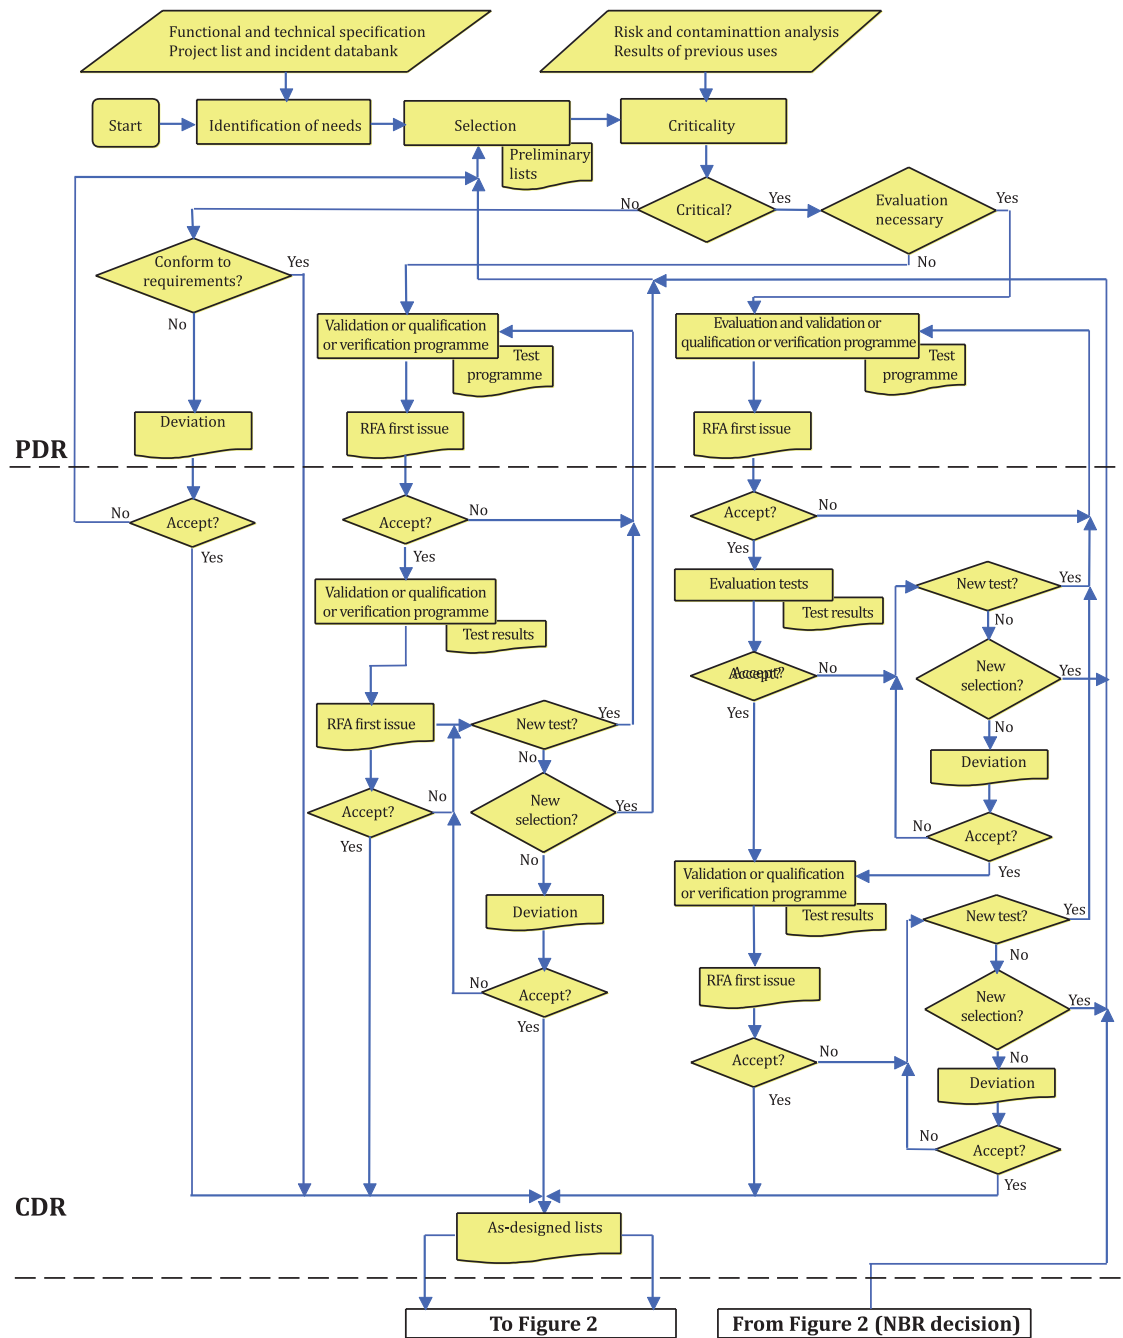 Functional and technical specification
Project list and incident databank
Risk and contaminattion analysis
Results of previous uses
Start
Identification of needs
Selection
Criticality
Preliminary
lists
No
Critical?
Yes
Evaluation
necessary
Yes
Conform to
requirements?
Yes
No
No
Validation or qualification
or verification programme
Test
programme
Evaluation and validation or
qualification or verification programme
Test
programme
Deviation
RFA first issue
RFA first issue
PDR
No
Accept?
Yes
Accept?
No
Yes
Accept?
No
Yes
Validation or qualification
or verification programme
Test results
Evaluation tests
Test results
New test?
Yes
No
Accept?
Accept?
No
Yes
New
selection?
Yes
No
RFA first issue
New test?
Yes
No
Deviation
Accept?
No
Yes
New
selection?
Yes
No
No
Accept?
Yes
Validation or qualification
or verification programme
Test results
Deviation
New test?
Yes
No
RFA first issue
No
Accept?
Yes
New
selection?
Yes
No
Accept?
No
Yes
Deviation
No
Accept?
Yes
CDR
As-designed lists
To Figure 2
From Figure 2 (NBR decision)